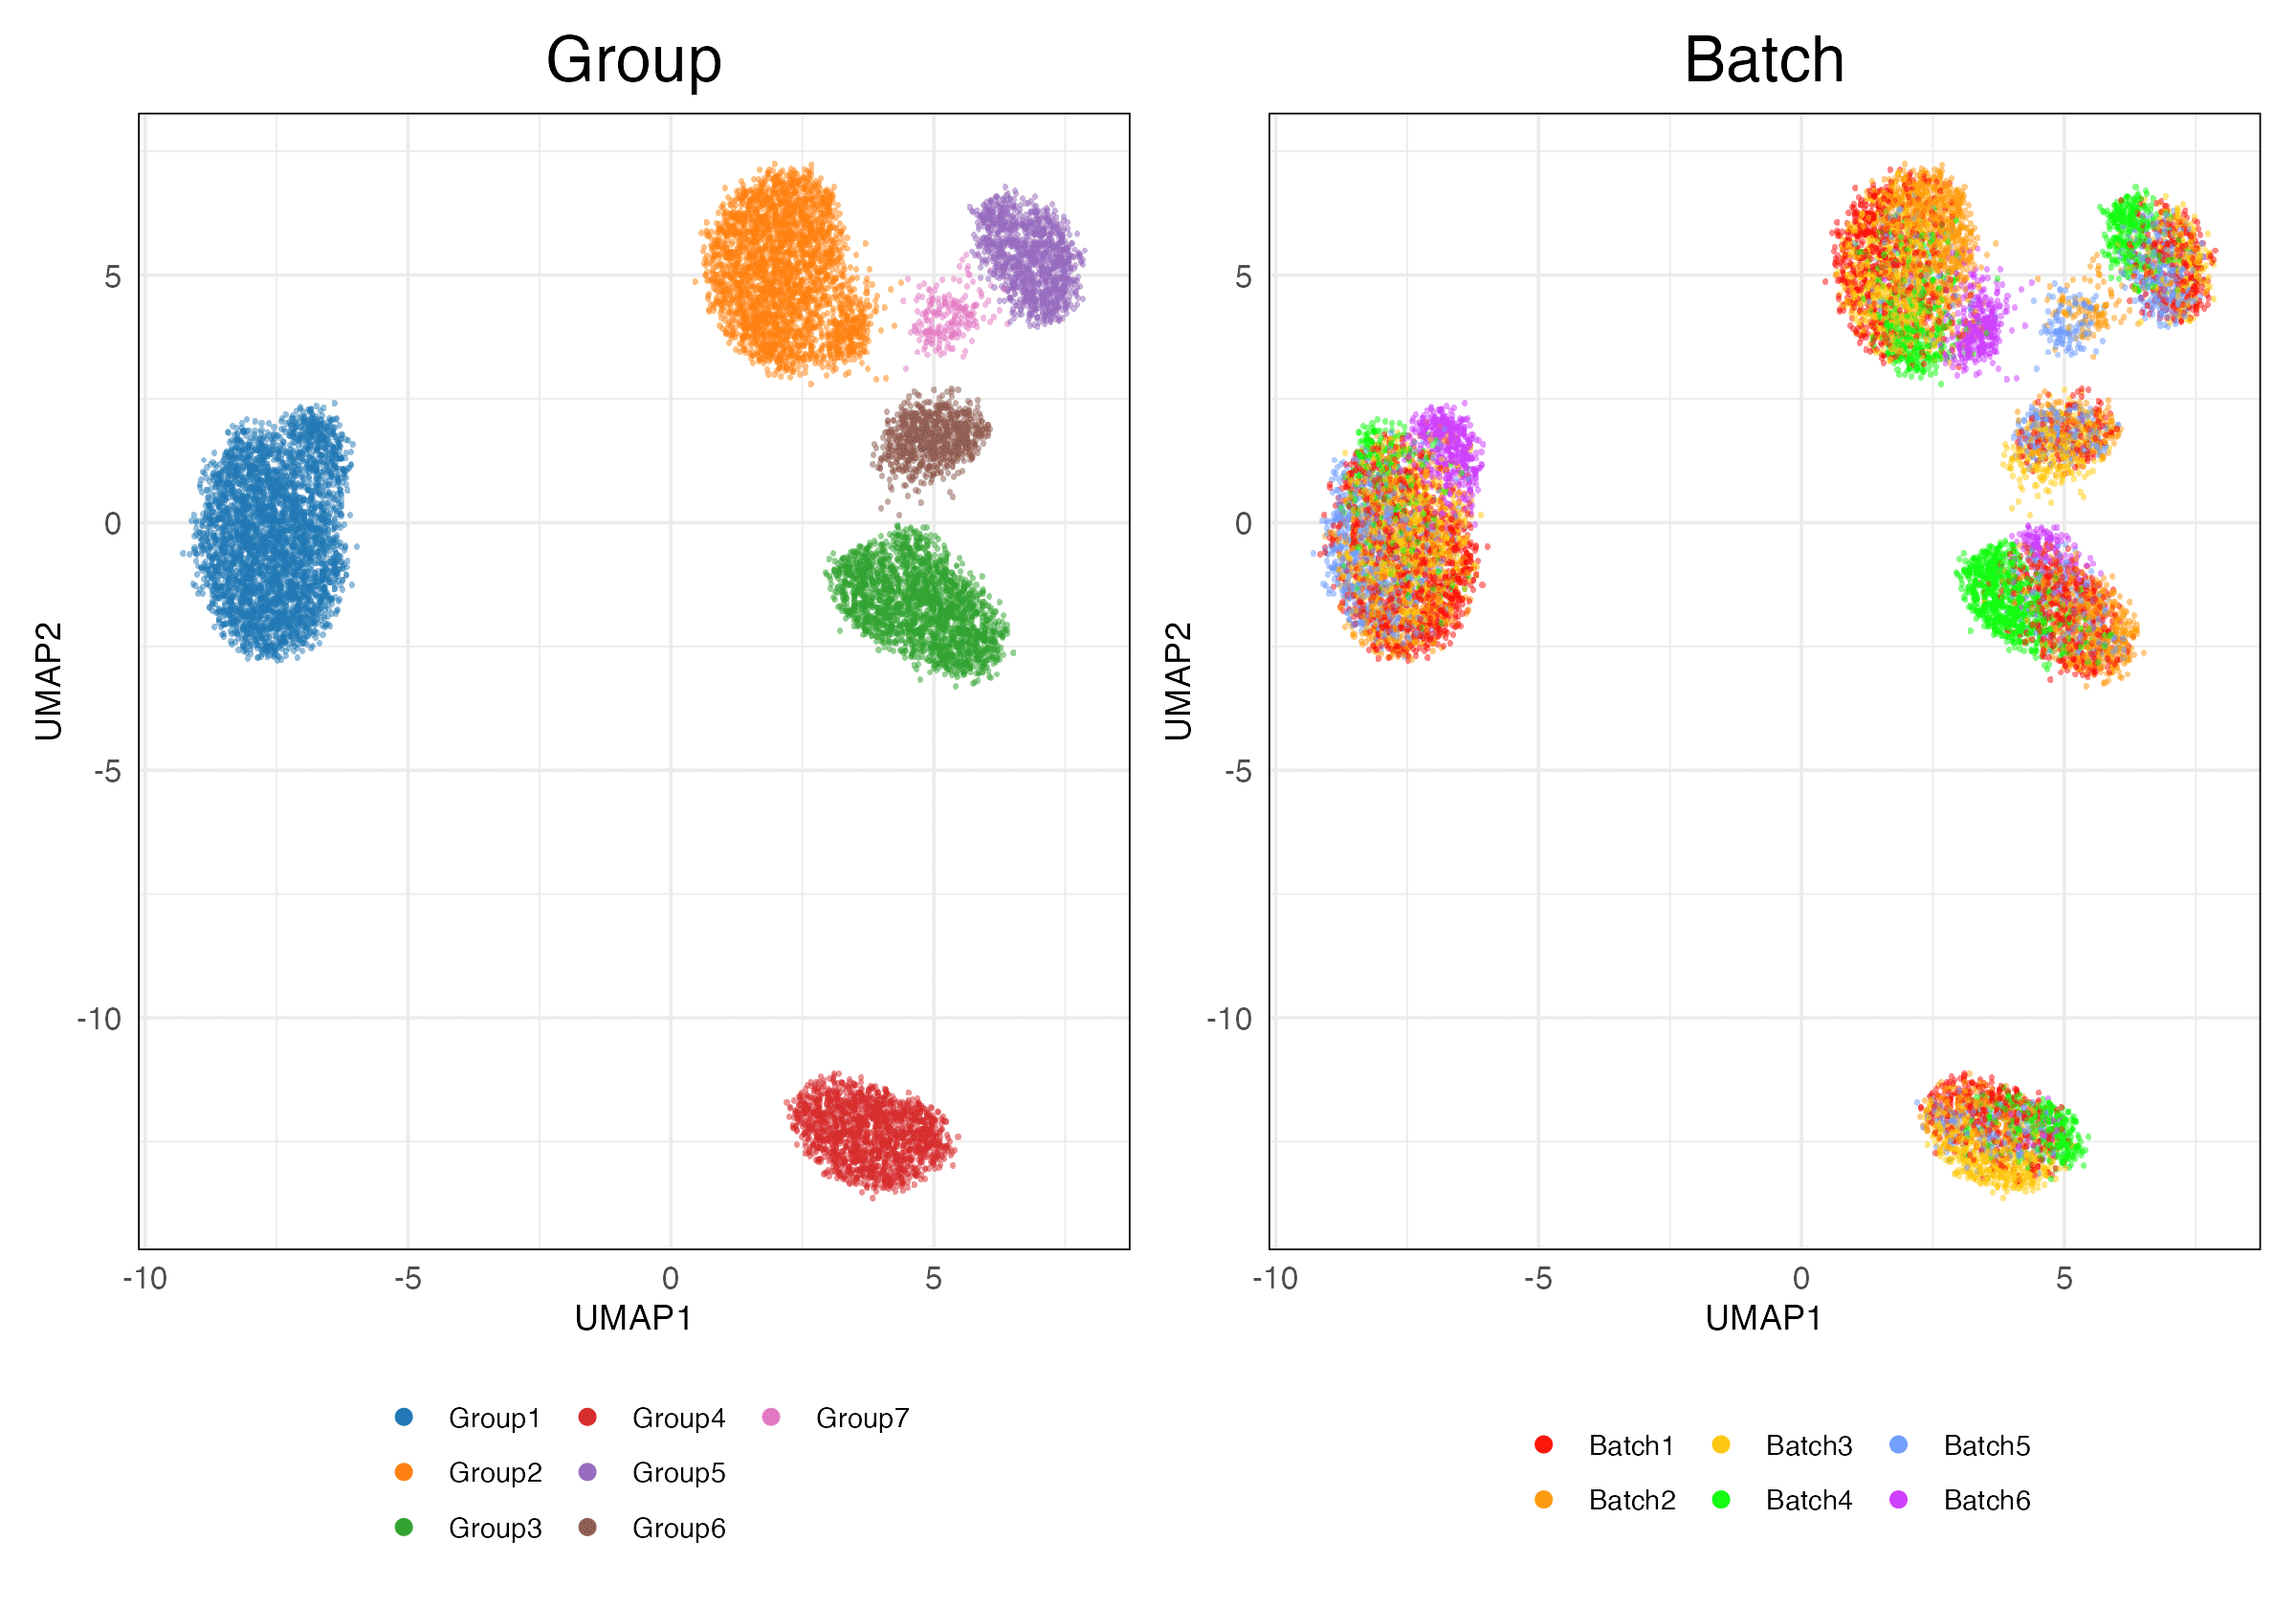 Group
Batch
5
0
-5
-10
UMAP2
-10 -5 0 5
UMAP1
5
0
-5
-10
UMAP2
-10 -5 0 5
UMAP1
Group1 Group4 Group7
Group2 Group5
Group3 Group6
Batch1 Batch3 Batch5
Batch2 Batch4 Batch6